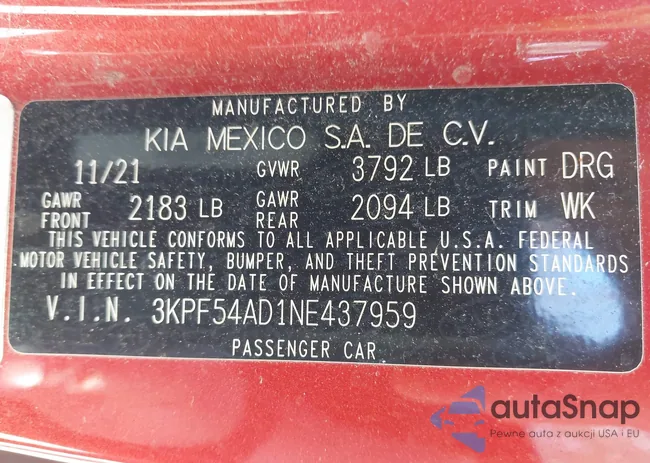 MANUFACTURED BY
KIA MEXICO S.A. DE C.V.
11/21 GVWR 3792 LB PAINT DRG
GAWR FRONT 2183 LB GAWR REAR 2094 LB TRIM WK
THIS VEHICLE CONFORMS TO ALL APPLICABLE U.S.A. FEDERAL
MOTOR VEHICLE SAFETY, BUMPER, AND THEFT PREVENTION STANDARDS
IN EFFECT ON THE DATE OF MANUFACTURE SHOWN ABOVE.
V.I.N. 3KPF54AD1NE437959
PASSENGER CAR
autaSnap
Pewne auta z aukcji USA i EU